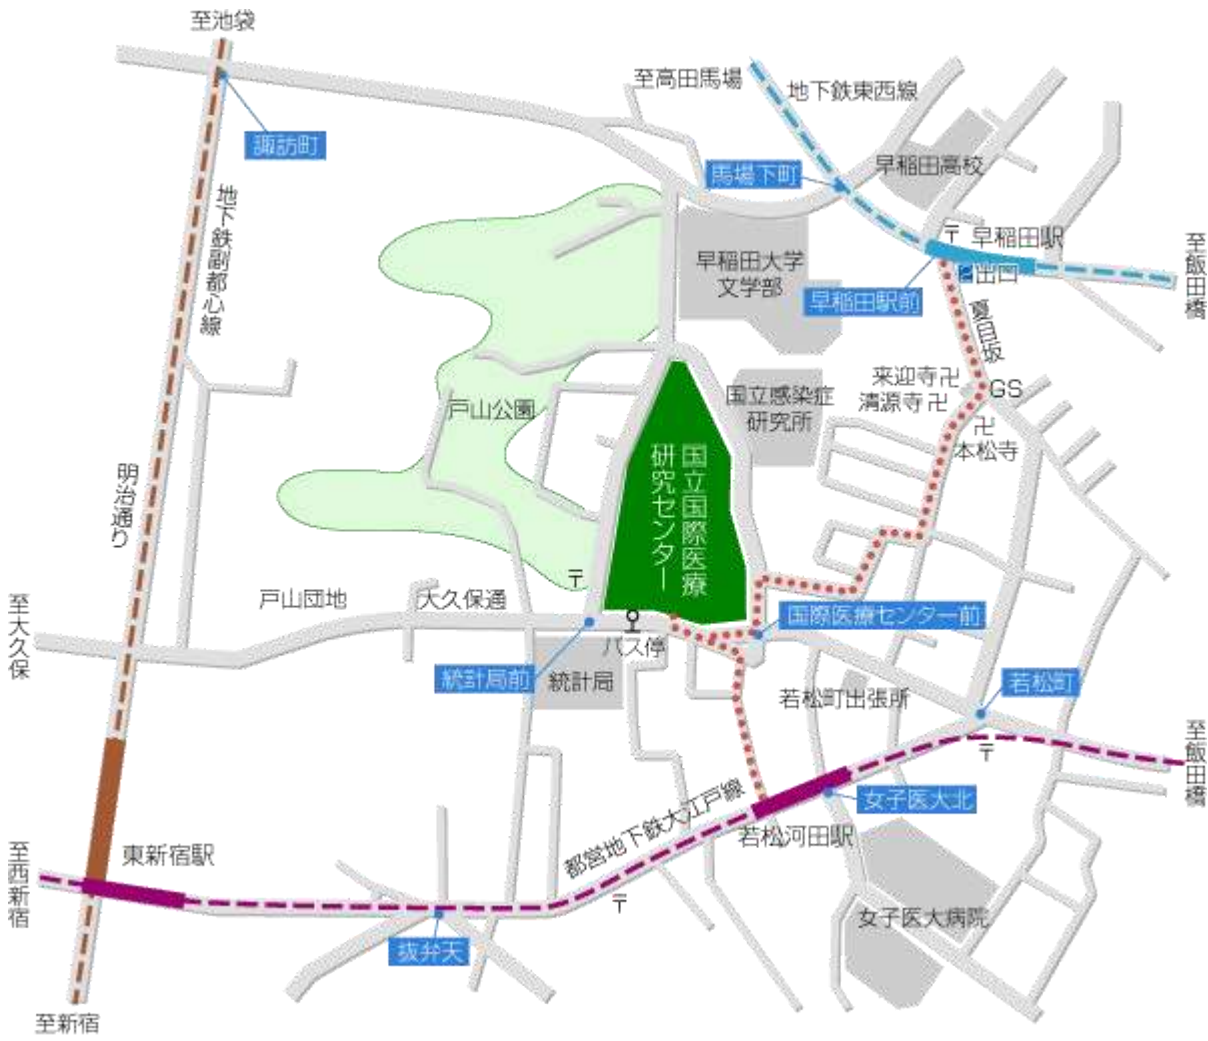 至池袋
至高田馬場
地下鉄東西線
諏訪町
馬場下町
早稲田高校
地下鉄副都心線
〒
早稲田駅
至飯田橋
早稲田大学
文学部
出口
早稲田駅前
夏目坂
来迎寺卍
GS
清源寺卍
国立感染症
研究所
戸山公園
卍
本松寺
国立国際医療
研究センター
明治通り
〒
戸山団地
大久保通
至大久保
国際医療センター前
バス停
統計局前
統計局
若松町
若松町出張所
〒
至飯田橋
女子医大北
都営地下鉄大江戸線
若松河田駅
東新宿駅
至西新宿
〒
女子医大病院
抜弁天
至新宿